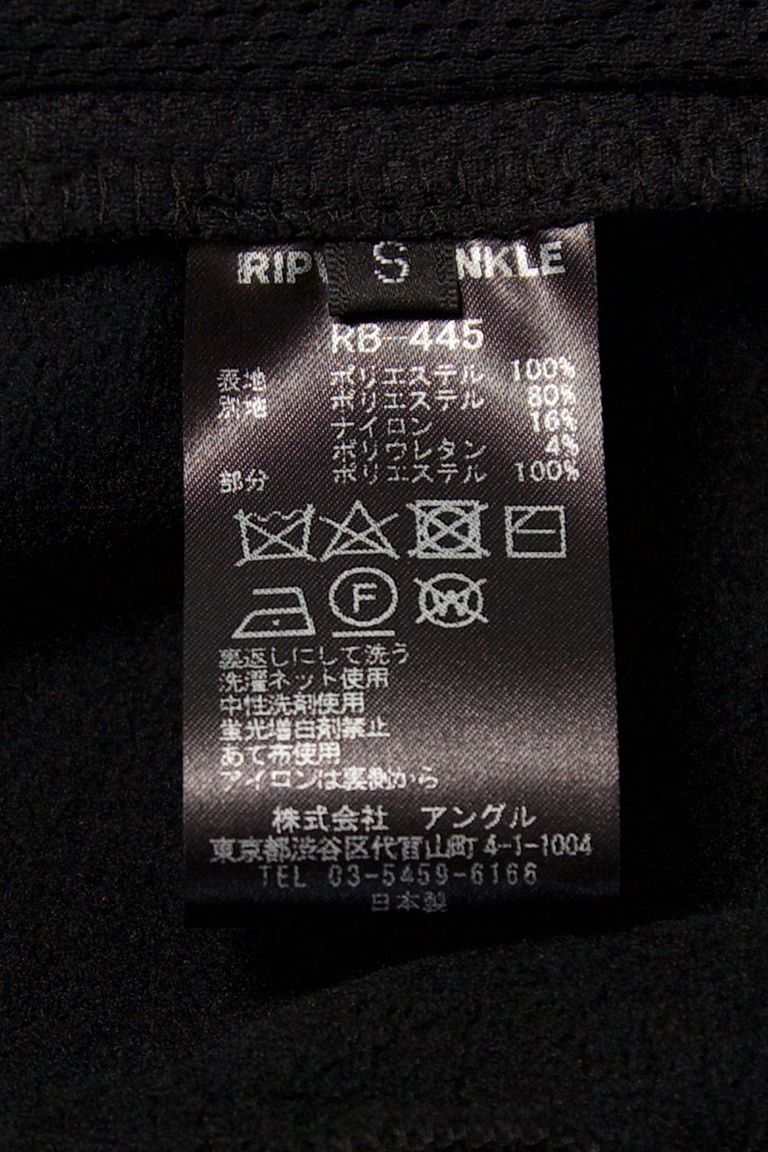 S
RIP NKLE
RB-445
表地 ポリエステル 100%
別地 ポリエステル 80%
ナイロン 16%
ポリウレタン 4%
部分 ポリエステル 100%
F
W
裏返しにして洗う
洗濯ネット使用
中性洗剤使用
蛍光増白剤禁止
あて布使用
アイロンは裏側から
株式会社 アングル
東京都渋谷区代官山町4-1-1004
TEL 03-5459-6166
日本製